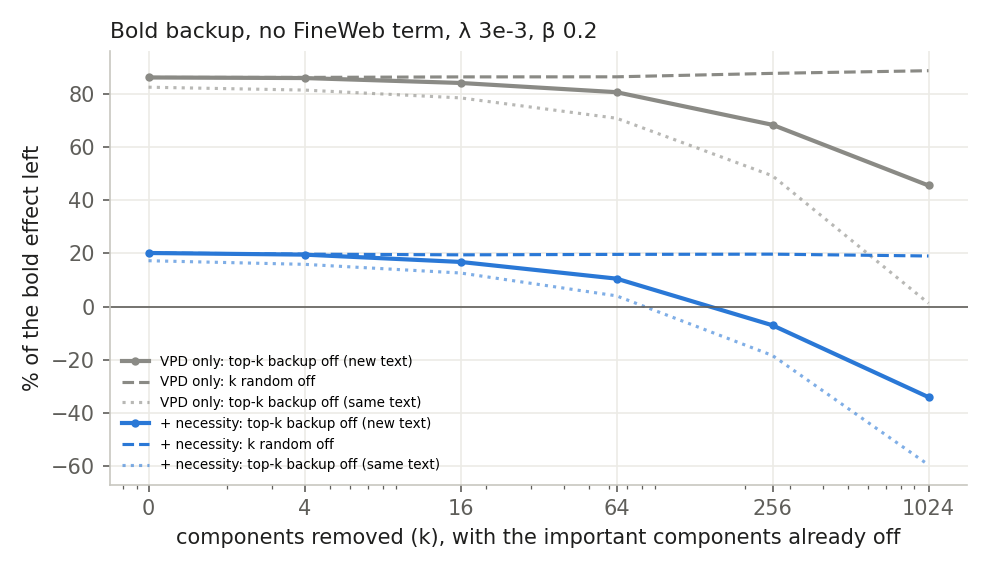 Bold backup, no FineWeb term, λ 3e-3, β 0.2
% of the bold effect left
80
60
40
20
0
−20
−40
−60
VPD only: top-k backup off (new text)
VPD only: k random off
VPD only: top-k backup off (same text)
+ necessity: top-k backup off (new text)
+ necessity: k random off
+ necessity: top-k backup off (same text)
0 4 16 64 256 1024
components removed (k), with the important components already off